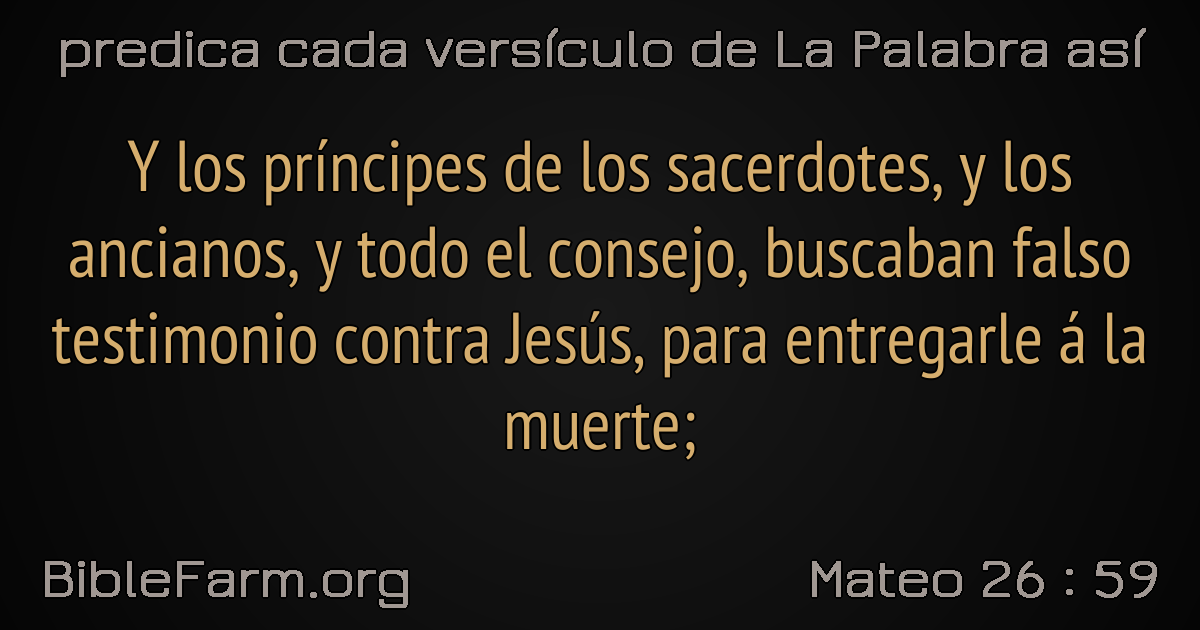 predica cada versículo de La Palabra así
Y los príncipes de los sacerdotes, y los
ancianos, y todo el consejo, buscaban falso
testimonio contra Jesús, para entregarle á la
muerte;
BibleFarm.org
Mateo 26 : 59